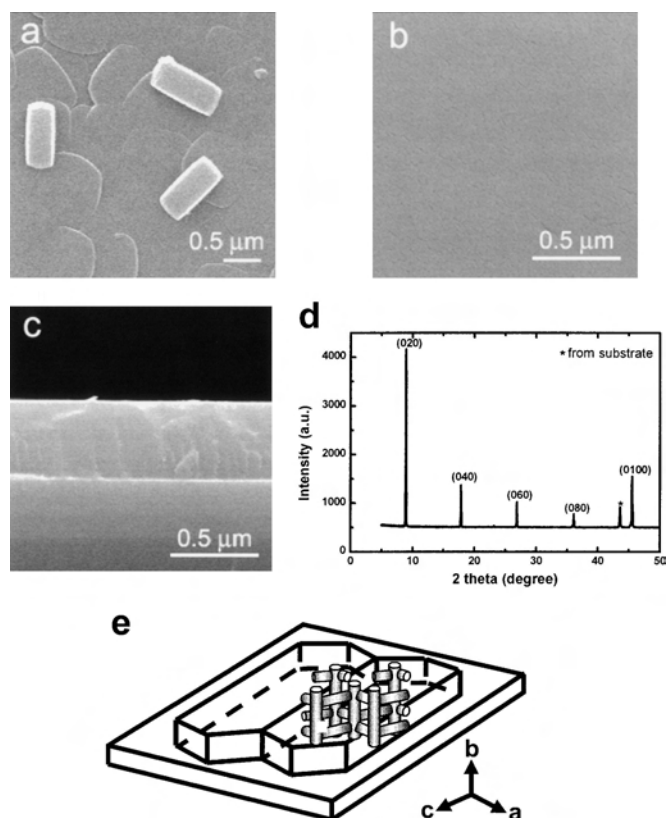 a
0.5 μm
b
0.5 μm
c
0.5 μm
d
(020)
* from substrate
(040)
(060)
(080)
*
(0100)
4000
3000
2000
1000
0
0 10 20 30 40 50
Intensity (a.u.)
2 theta (degree)
e
b
c
a